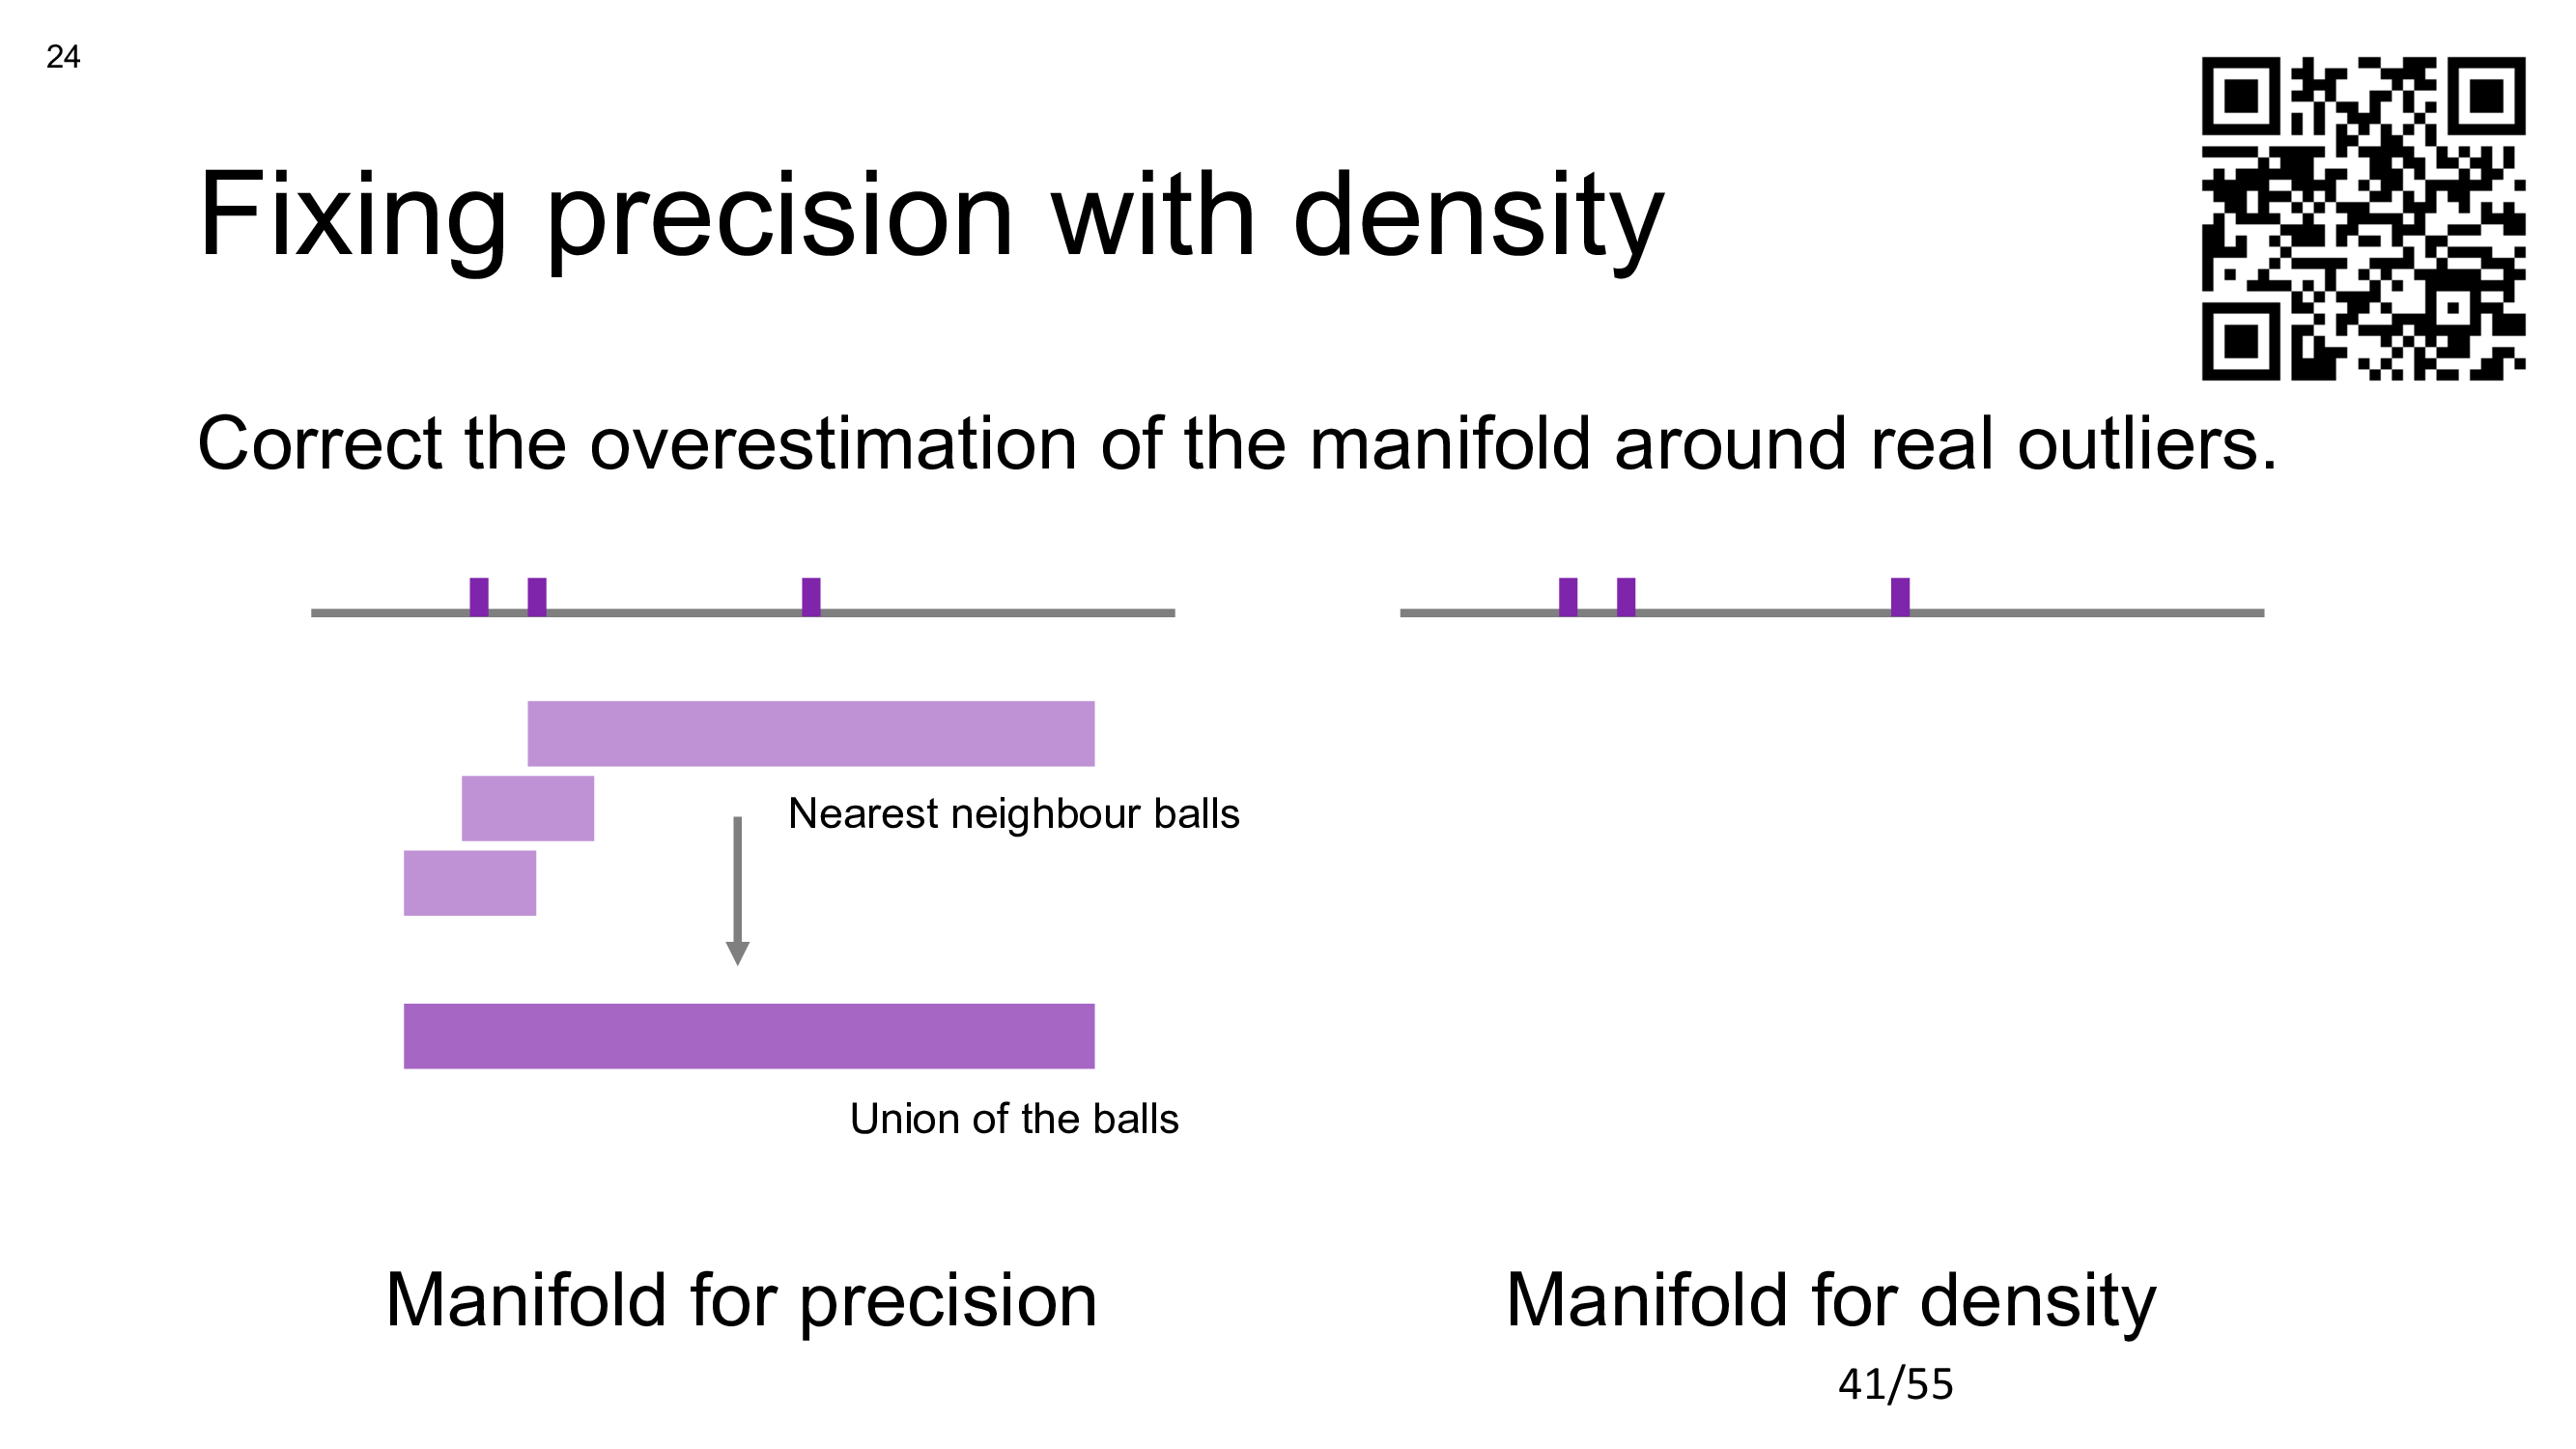 24
Fixing precision with density
Correct the overestimation of the manifold around real outliers.
Nearest neighbour balls
Union of the balls
Manifold for precision
Manifold for density
41/55